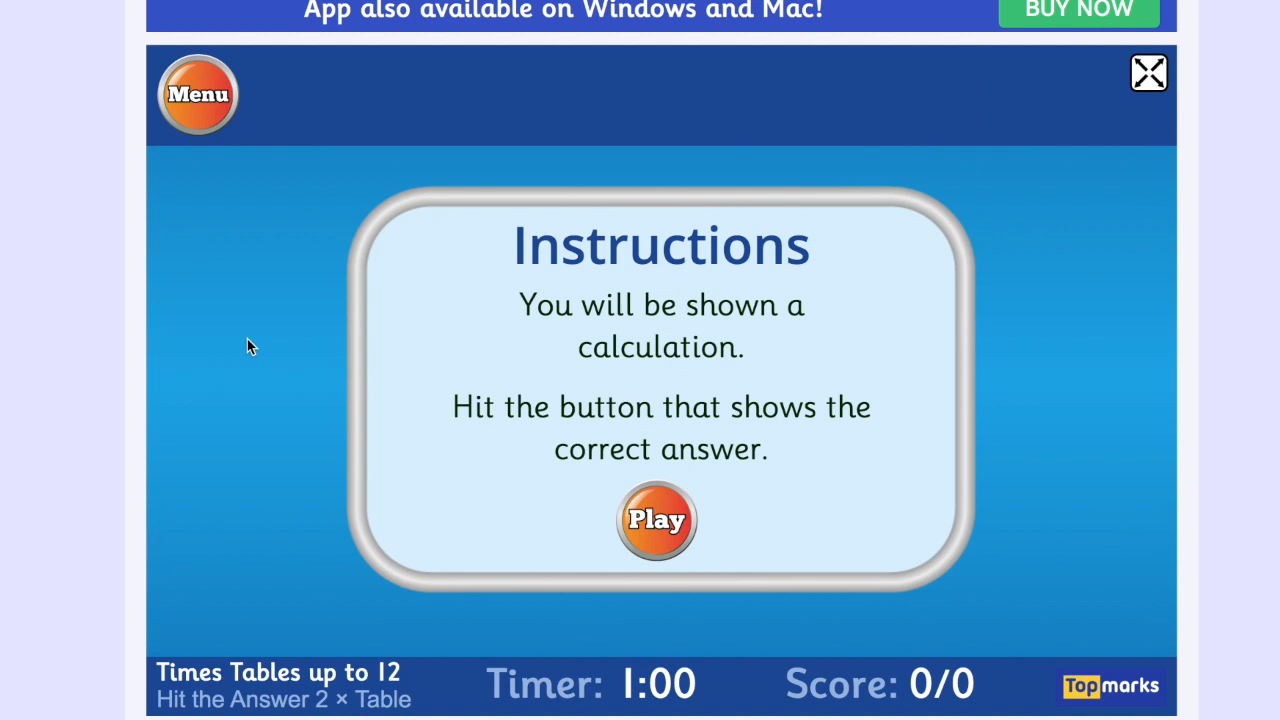 App also available on Windows and Mac!
BUY NOW
Menu
Instructions
You will be shown a
calculation.
Hit the button that shows the
correct answer.
Play
Times Tables up to 12
Hit the Answer 2 × Table
Timer: 1:00
Score: 0/0
Topmarks